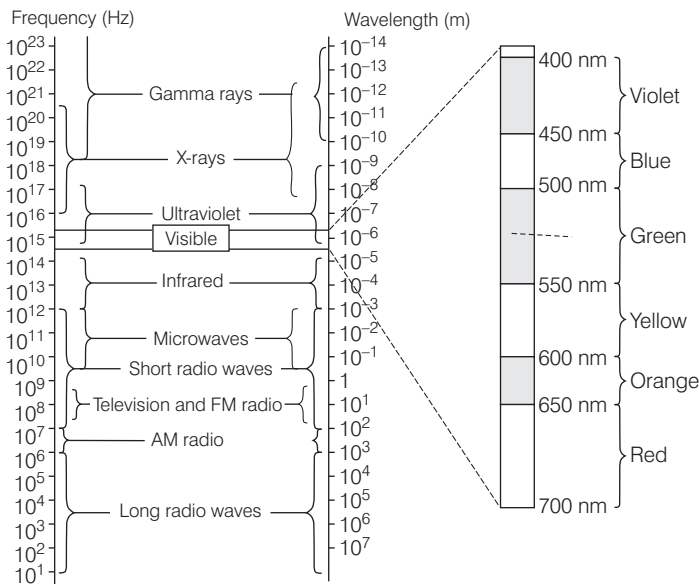 Frequency (Hz)
Wavelength (m)
10²³
10²²
10²¹
10²⁰
10¹⁹
10¹⁸
10¹⁷
10¹⁶
10¹⁵
10¹⁴
10¹³
10¹²
10¹¹
10¹⁰
10⁹
10⁸
10⁷
10⁶
10⁵
10⁴
10³
10²
10¹
Gamma rays
X-rays
Ultraviolet
Visible
Infrared
Microwaves
Short radio waves
Television and FM radio
AM radio
Long radio waves
10⁻¹⁴
10⁻¹³
10⁻¹²
10⁻¹¹
10⁻¹⁰
10⁻⁹
10⁻⁸
10⁻⁷
10⁻⁶
10⁻⁵
10⁻⁴
10⁻³
10⁻²
10⁻¹
1
10¹
10²
10³
10⁴
10⁵
10⁶
10⁷
400 nm
450 nm
500 nm
550 nm
600 nm
650 nm
700 nm
Violet
Blue
Green
Yellow
Orange
Red